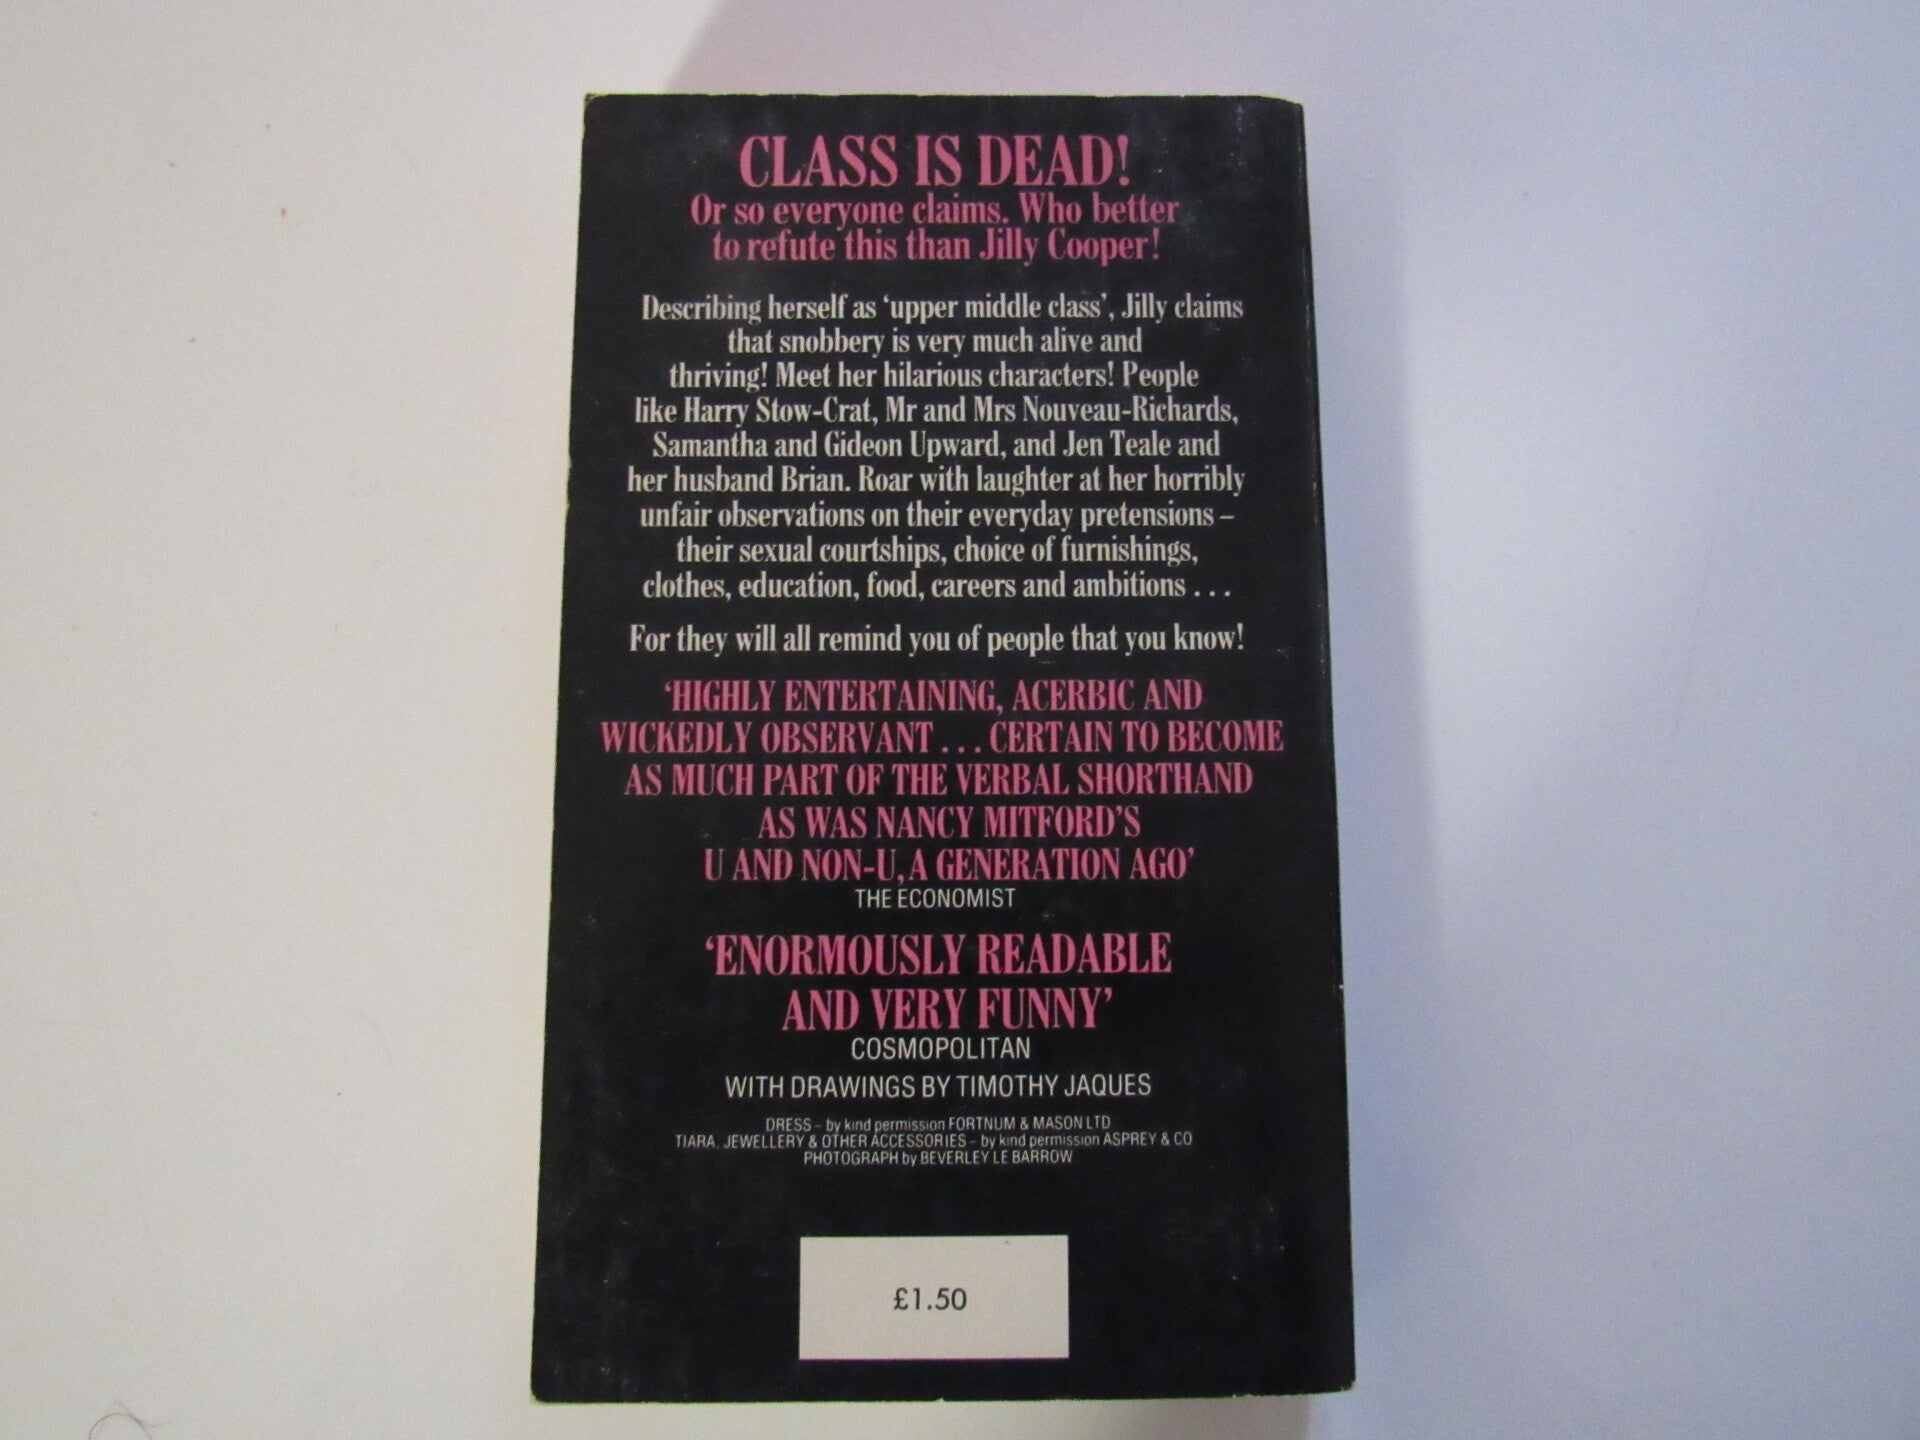 CLASS IS DEAD!
Or so everyone claims. Who better
to refute this than Jilly Cooper!
Describing herself as ‘upper middle class’, Jilly claims
that snobbery is very much alive and
thriving! Meet her hilarious characters! People
like Harry Stow-Crat, Mr and Mrs Nouveau-Richards,
Samantha and Gideon Upward, and Jen Teale and
her husband Brian. Roar with laughter at her horribly
unfair observations on their everyday pretensions –
their sexual courtships, choice of furnishings,
clothes, education, food, careers and ambitions . . .
For they will all remind you of people that you know!
‘HIGHLY ENTERTAINING, ACERBIC AND
WICKEDLY OBSERVANT . . . CERTAIN TO BECOME
AS MUCH PART OF THE VERBAL SHORTHAND
AS WAS NANCY MITFORD’S
U AND NON-U, A GENERATION AGO’
THE ECONOMIST
‘ENORMOUSLY READABLE
AND VERY FUNNY’
COSMOPOLITAN
WITH DRAWINGS BY TIMOTHY JAQUES
DRESS – by kind permission FORTNUM & MASON LTD
TIARA, JEWELLERY & OTHER ACCESSORIES – by kind permission ASPREY & CO
PHOTOGRAPH by BEVERLEY LE BARROW
£1.50